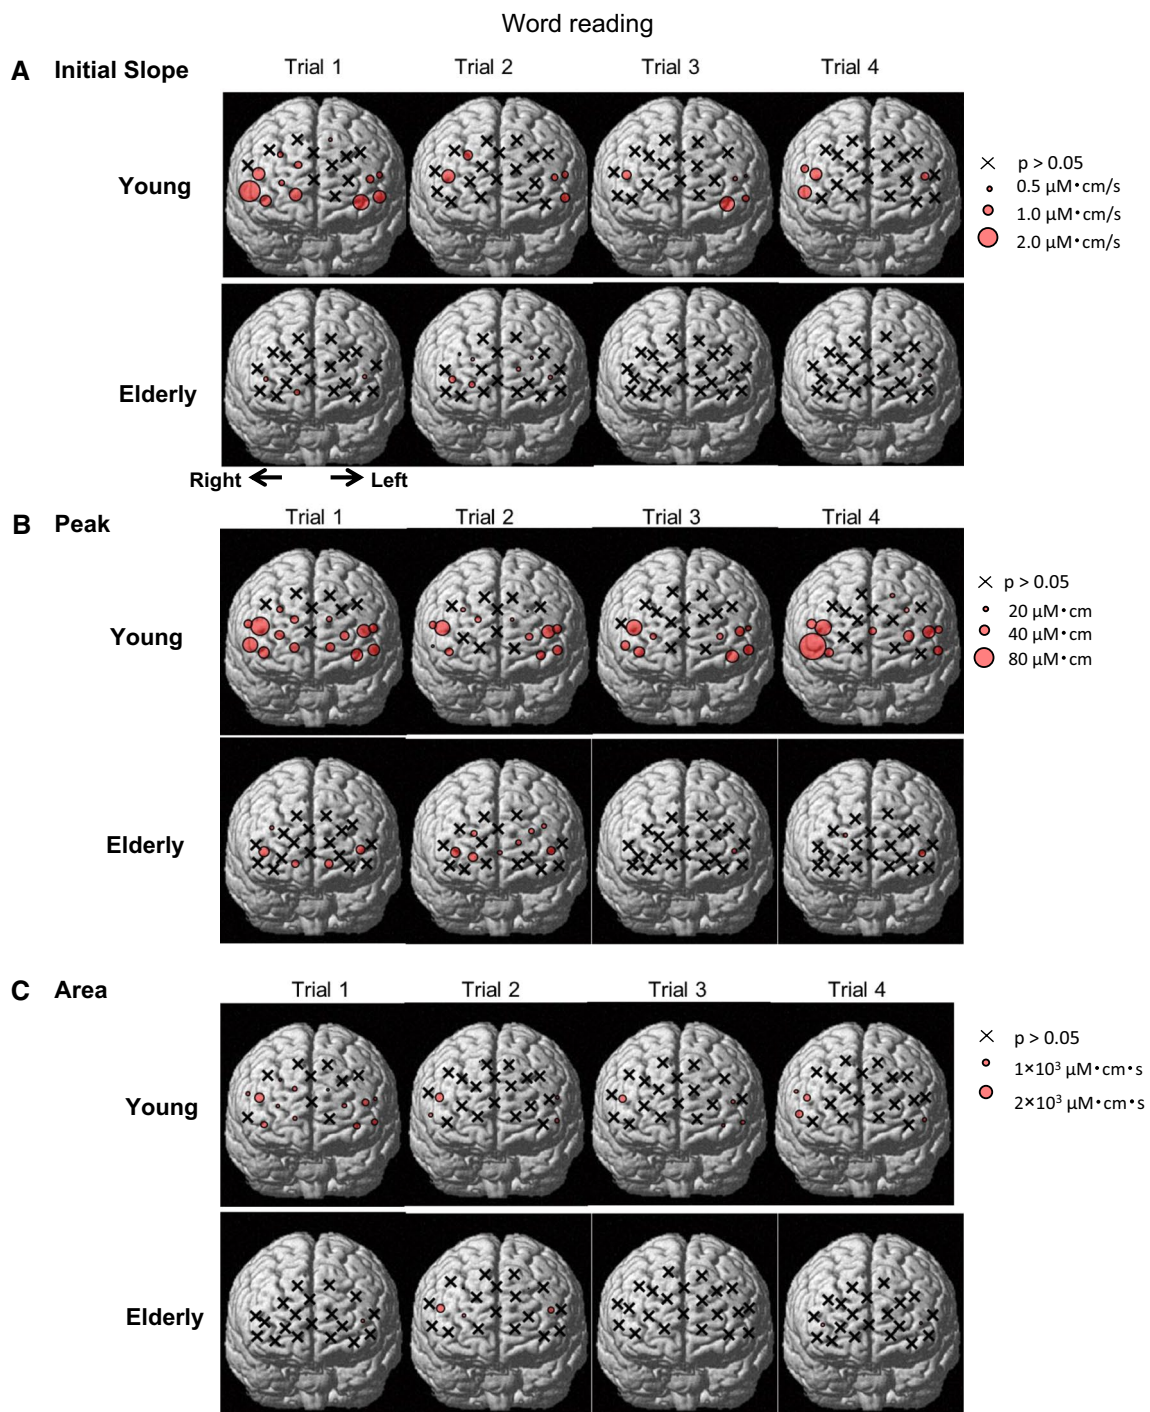 Word reading
A Initial Slope
Trial 1 Trial 2 Trial 3 Trial 4
Young
p > 0.05
0.5 μM・cm/s
1.0 μM・cm/s
2.0 μM・cm/s
Elderly
Right Left
B Peak
Trial 1 Trial 2 Trial 3 Trial 4
Young
p > 0.05
20 μM・cm
40 μM・cm
80 μM・cm
Elderly
C Area
Trial 1 Trial 2 Trial 3 Trial 4
Young
p > 0.05
1×10³ μM・cm・s
2×10³ μM・cm・s
Elderly